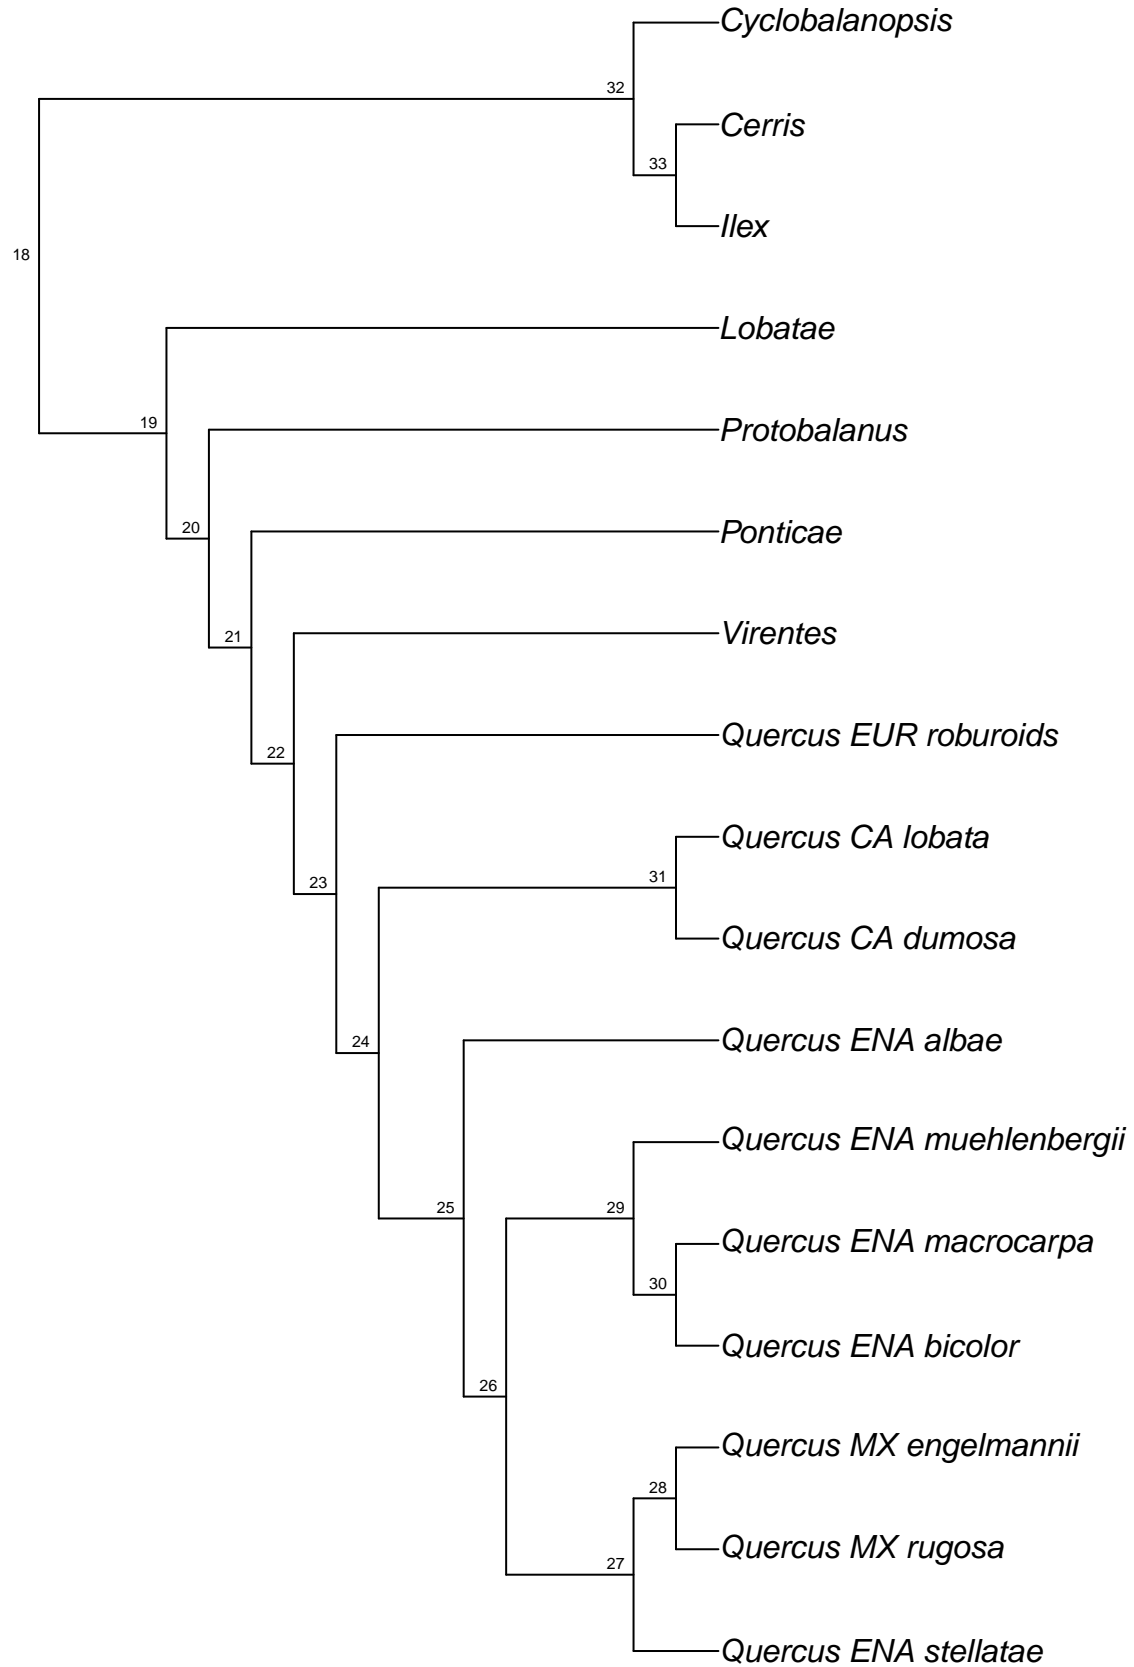 Cyclobalanopsis
32
Cerris
33
Ilex
18
Lobatae
19
Protobalanus
20
Ponticae
21
Virentes
22
Quercus EUR roburoids
Quercus CA lobata
31
23
Quercus CA dumosa
24
Quercus ENA albae
Quercus ENA muehlenbergii
25
29
Quercus ENA macrocarpa
30
Quercus ENA bicolor
26
Quercus MX engelmannii
28
Quercus MX rugosa
27
Quercus ENA stellatae